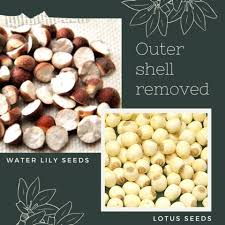 Outer
shell
removed
WATER LILY SEEDS
LOTUS SEEDS